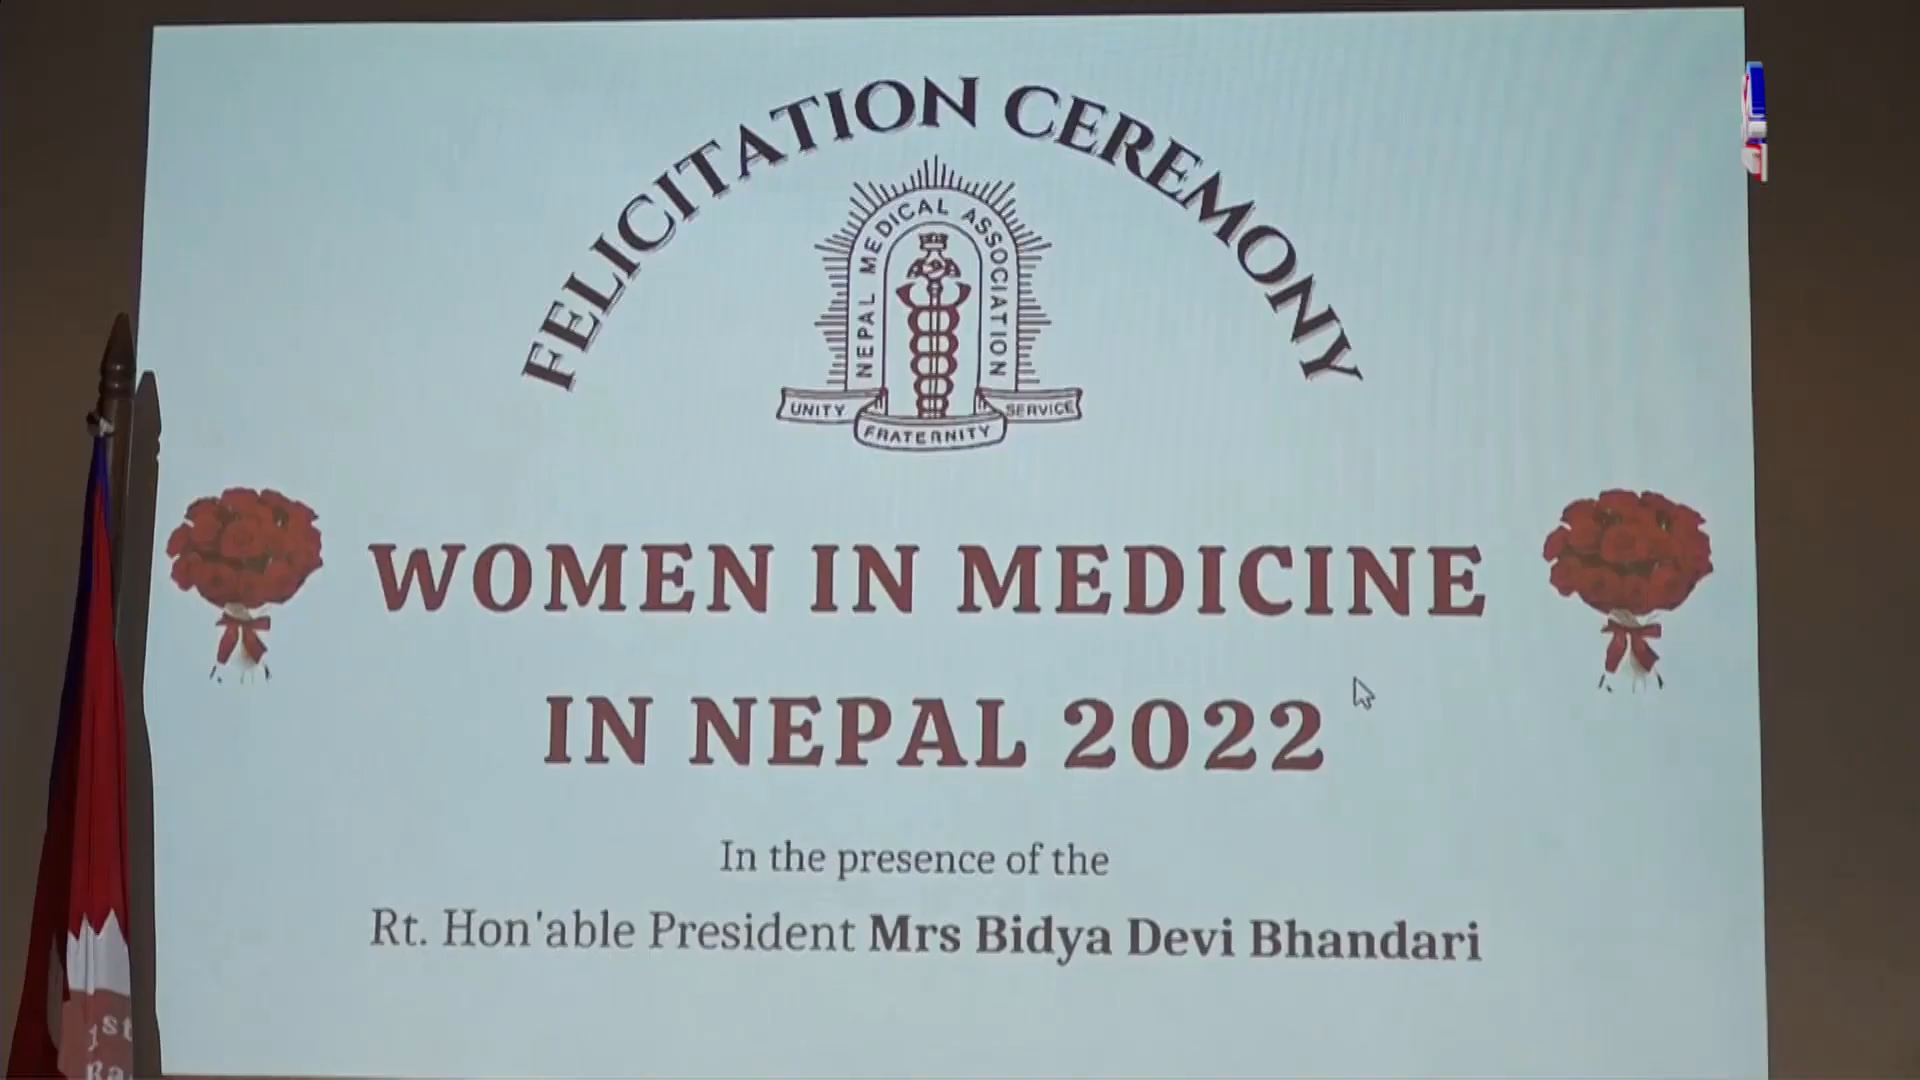 FELICITATION CEREMONY
NEPAL MEDICAL ASSOCIATION
UNITY
FRATERNITY
SERVICE
WOMEN IN MEDICINE
IN NEPAL 2022
In the presence of the
Rt. Hon'able President Mrs Bidya Devi Bhandari
1st